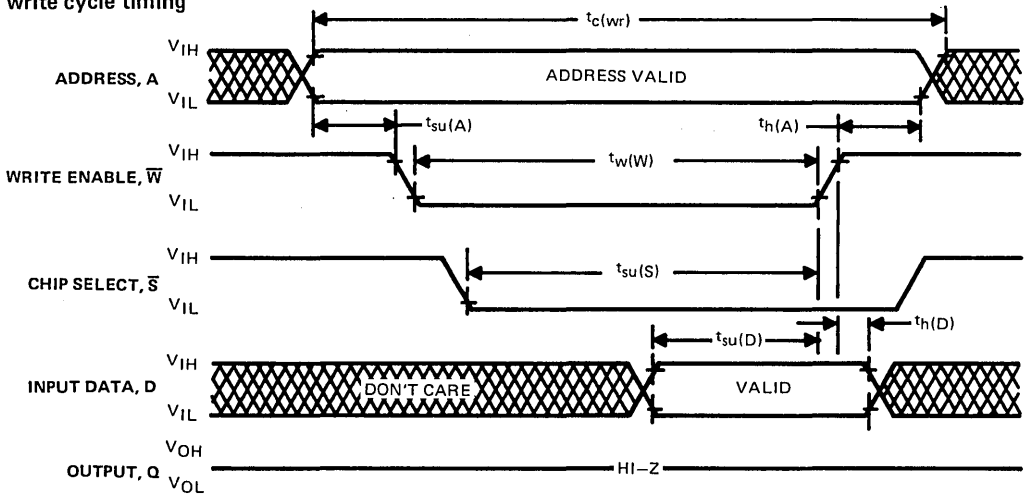 write cycle timing
tc(wr)
VIH
ADDRESS, A
ADDRESS VALID
VIL
tsu(A)
th(A)
VIH
tw(W)
WRITE ENABLE, W̅
VIL
VIH
tsu(S)
CHIP SELECT, S̅
VIL
th(D)
tsu(D)
VIH
INPUT DATA, D
DON'T CARE
VALID
VIL
VOH
OUTPUT, Q
HI–Z
VOL